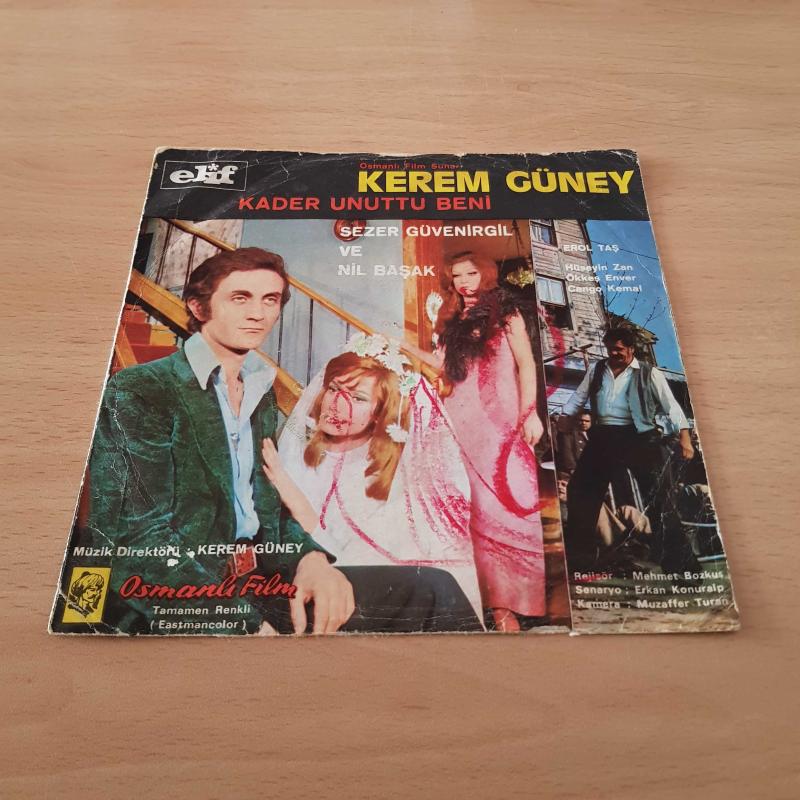 elif
Osmanlı Film Sunar
KEREM GÜNEY
KADER UNUTTU BENİ
SEZER GÜVENIRGİL
VE
NİL BAŞAK
EROL TAŞ
Hüseyin Zan
Ökkeş Enver
Cango Kemal
Müzik Direktörü : KEREM GÜNEY
Osmanlı Film
Tamamen Renkli
( Eastmancolor )
Rejisör : Mehmet Bozkuş
Senaryo : Erkan Konuralp
Kamera : Muzaffer Turan